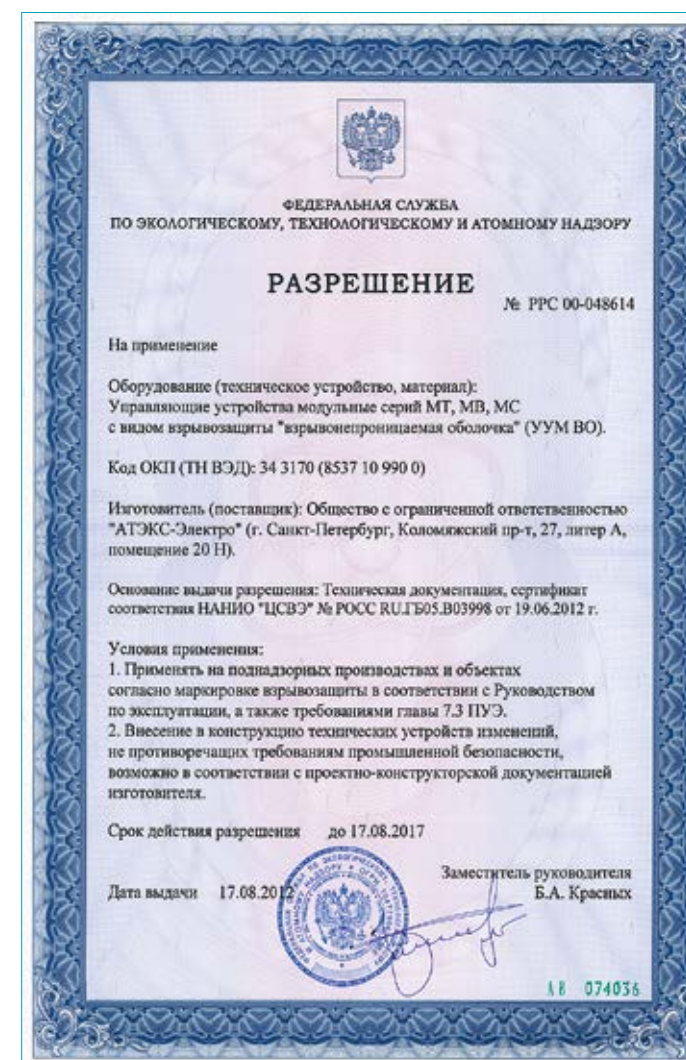 ФЕДЕРАЛЬНАЯ СЛУЖБА
ПО ЭКОЛОГИЧЕСКОМУ, ТЕХНОЛОГИЧЕСКОМУ И АТОМНОМУ НАДЗОРУ
РАЗРЕШЕНИЕ
№ РРС 00-048614
На применение
Оборудование (техническое устройство, материал):
Управляющие устройства модульные серий МТ, МВ, МС
с видом взрывозащиты "взрывонепроницаемая оболочка" (УУМ ВО).
Код ОКП (ТН ВЭД): 34 3170 (8537 10 990 0)
Изготовитель (поставщик): Общество с ограниченной ответственностью
"АТЭКС-Электро" (г. Санкт-Петербург, Коломяжский пр-т, 27, литер А,
помещение 20 Н).
Основание выдачи разрешения: Техническая документация, сертификат
соответствия НАНИО "ЦСВЭ" № РОСС RU.ГБ05.В03998 от 19.06.2012 г.
Условия применения:
1. Применять на поднадзорных производствах и объектах
согласно маркировке взрывозащиты в соответствии с Руководством
по эксплуатации, а также требованиями главы 7.3 ПУЭ.
2. Внесение в конструкцию технических устройств изменений,
не противоречащих требованиям промышленной безопасности,
возможно в соответствии с проектно-конструкторской документацией
изготовителя.
Срок действия разрешения до 17.08.2017
Заместитель руководителя
Дата выдачи 17.08.2012 Б.А. Красных
АВ 074036